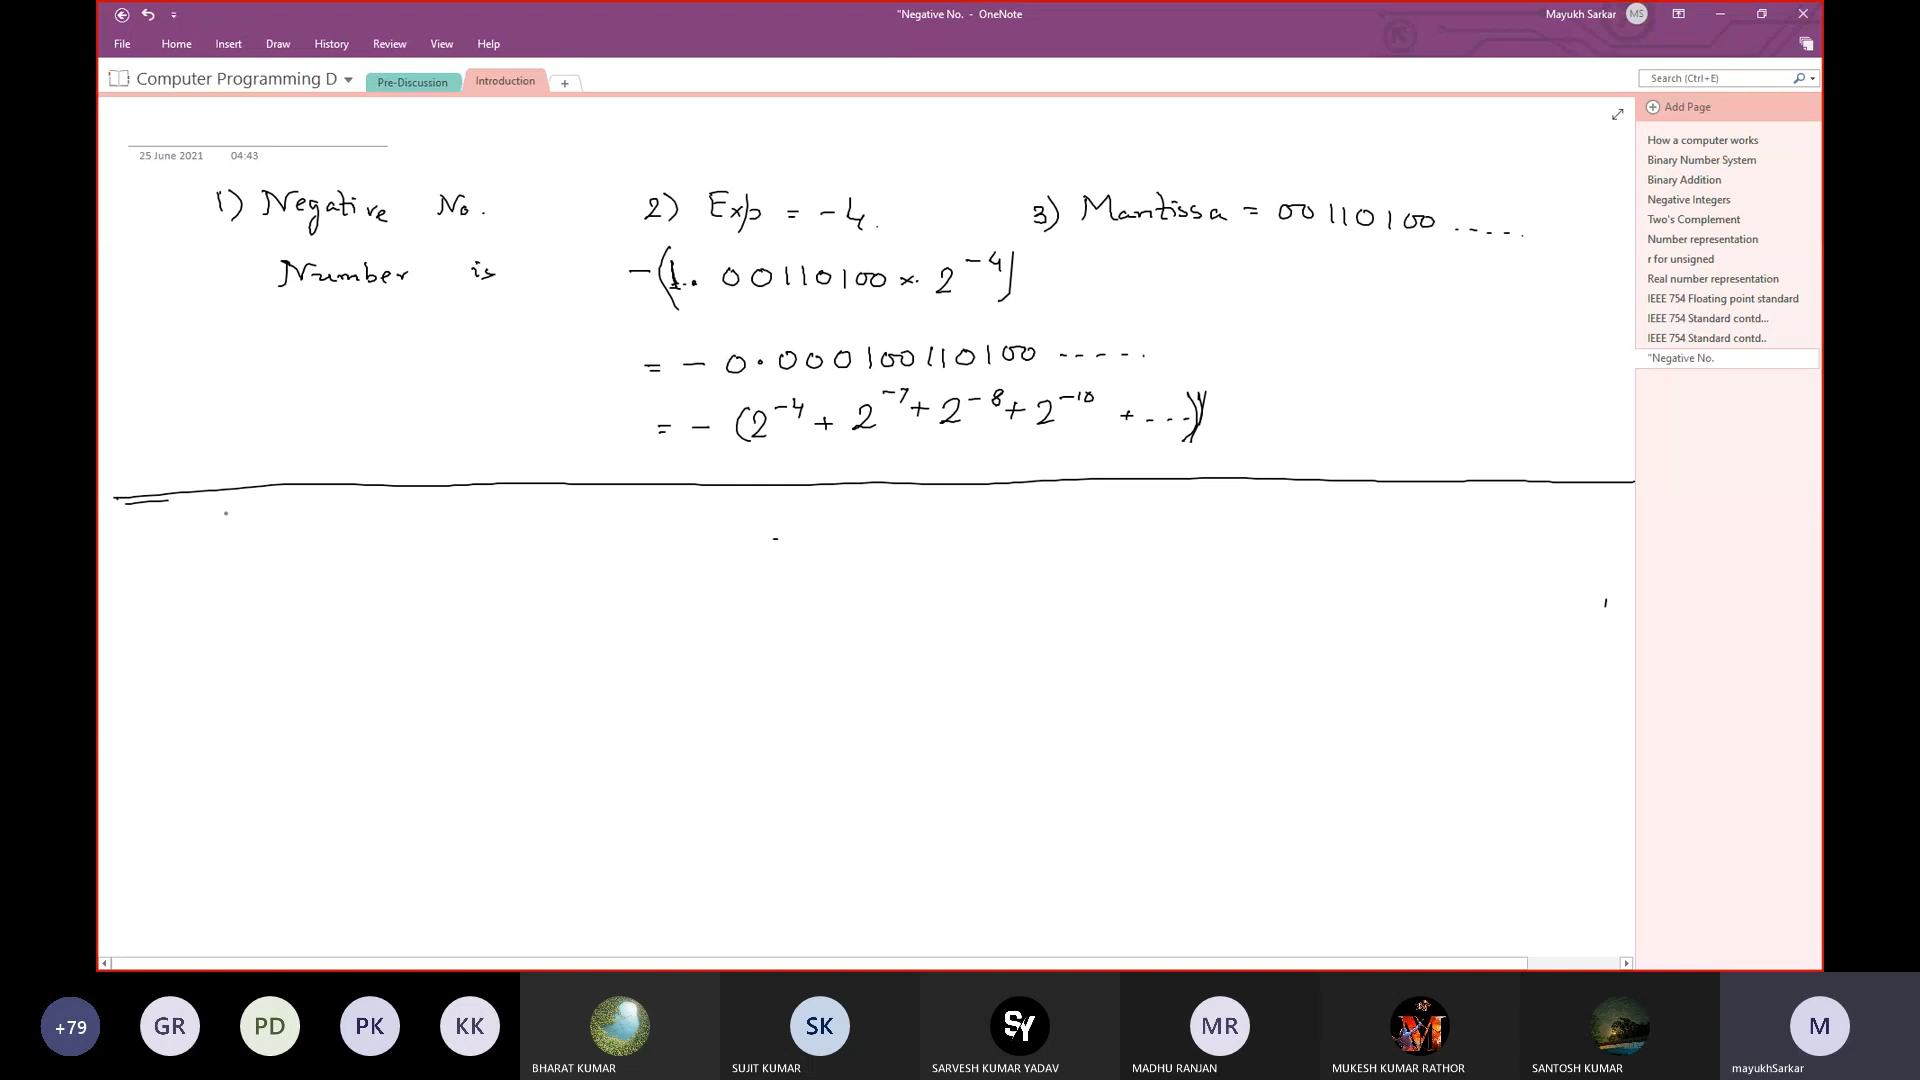 "Negative No. - OneNote
Mayukh Sarkar MS
File Home Insert Draw History Review View Help
Computer Programming D Pre-Discussion Introduction +
Search (Ctrl+E)
Add Page
25 June 2021 04:43
1) Negative No. 2) Exp = -4. 3) Mantissa = 00110100 .....
Number is -(1.00110100 × 2^-4)
= - 0.000100110100 .....
= - (2^-4 + 2^-7 + 2^-8 + 2^-10 + ...)
How a computer works
Binary Number System
Binary Addition
Negative Integers
Two's Complement
Number representation
r for unsigned
Real number representation
IEEE 754 Floating point standard
IEEE 754 Standard contd...
IEEE 754 Standard contd..
"Negative No.
+79 GR PD PK KK SK SY MR M M
BHARAT KUMAR SUJIT KUMAR SARVESH KUMAR YADAV MADHU RANJAN MUKESH KUMAR RATHOR SANTOSH KUMAR mayukhSarkar